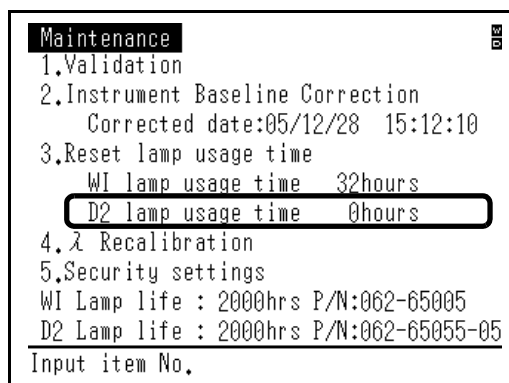 Maintenance W D
1.Validation
2.Instrument Baseline Correction
Corrected date:05/12/28 15:12:10
3.Reset lamp usage time
WI lamp usage time 32hours
D2 lamp usage time 0hours
4.λ Recalibration
5.Security settings
WI Lamp life : 2000hrs P/N:062-65005
D2 Lamp life : 2000hrs P/N:062-65055-05
Input item No.